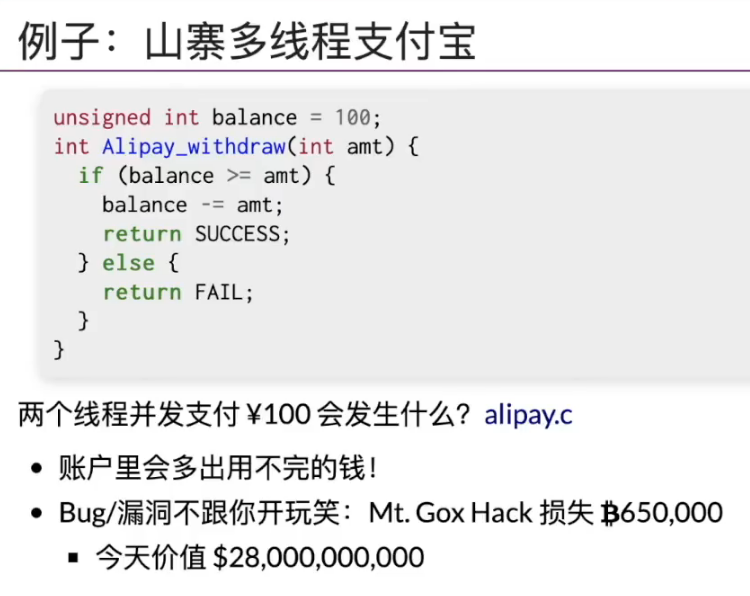 例子：山寨多线程支付宝
unsigned int balance = 100;
int Alipay_withdraw(int amt) {
  if (balance >= amt) {
    balance -= amt;
    return SUCCESS;
  } else {
    return FAIL;
  }
}
两个线程并发支付 ¥100 会发生什么？alipay.c
• 账户里会多出用不完的钱！
• Bug/漏洞不跟你开玩笑：Mt. Gox Hack 损失 ฿650,000
▪ 今天价值 $28,000,000,000